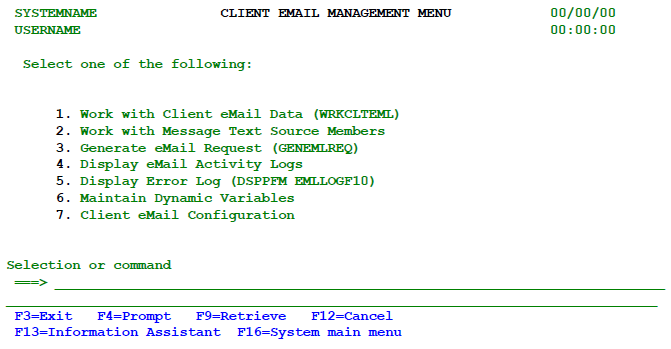 SYSTEMNAME CLIENT EMAIL MANAGEMENT MENU 00/00/00
USERNAME 00:00:00
Select one of the following:
1. Work with Client eMail Data (WRKCLTEML)
2. Work with Message Text Source Members
3. Generate eMail Request (GENEMLREQ)
4. Display eMail Activity Logs
5. Display Error Log (DSPPFM EMLLOGF10)
6. Maintain Dynamic Variables
7. Client eMail Configuration
Selection or command
===>
F3=Exit F4=Prompt F9=Retrieve F12=Cancel
F13=Information Assistant F16=System main menu